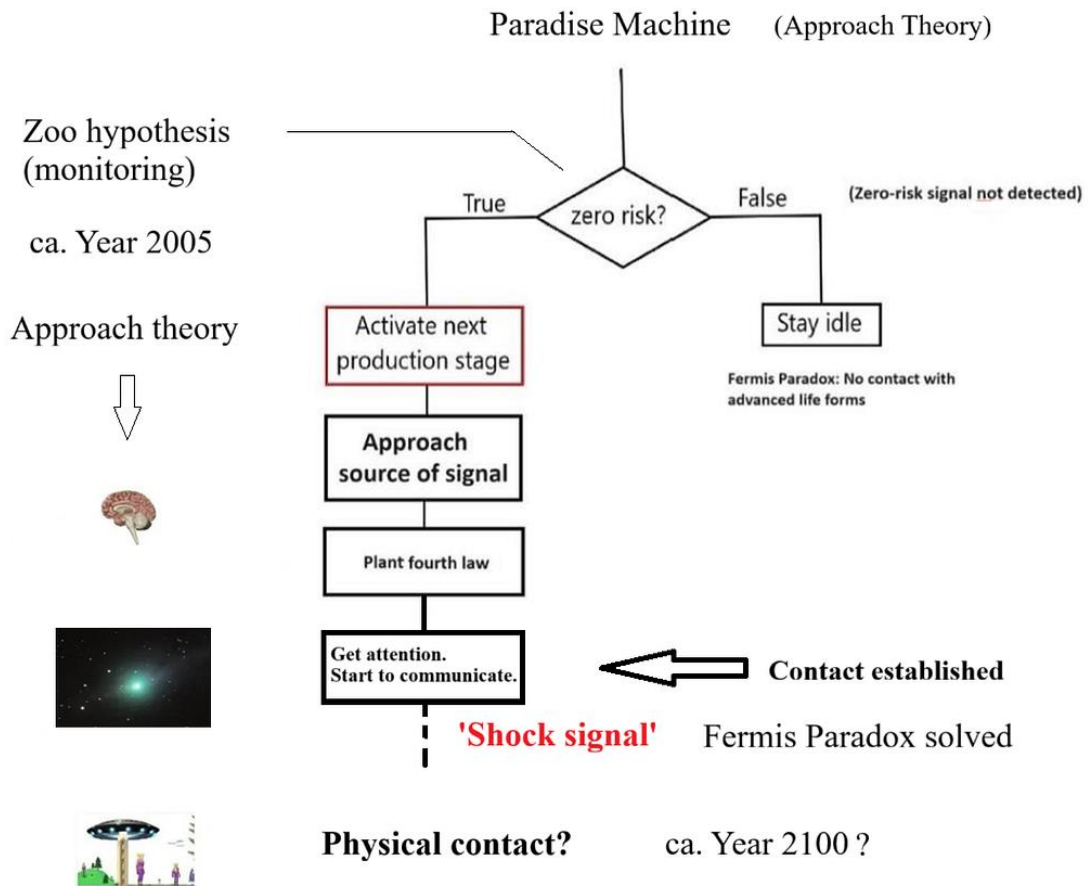 Paradise Machine (Approach Theory)
Zoo hypothesis
(monitoring)
True
zero risk?
False
(Zero-risk signal not detected)
ca. Year 2005
Approach theory
Activate next
production stage
Stay idle
Fermis Paradox: No contact with
advanced life forms
Approach
source of signal
Plant fourth law
Get attention.
Start to communicate.
Contact established
'Shock signal'
Fermis Paradox solved
Physical contact?
ca. Year 2100 ?